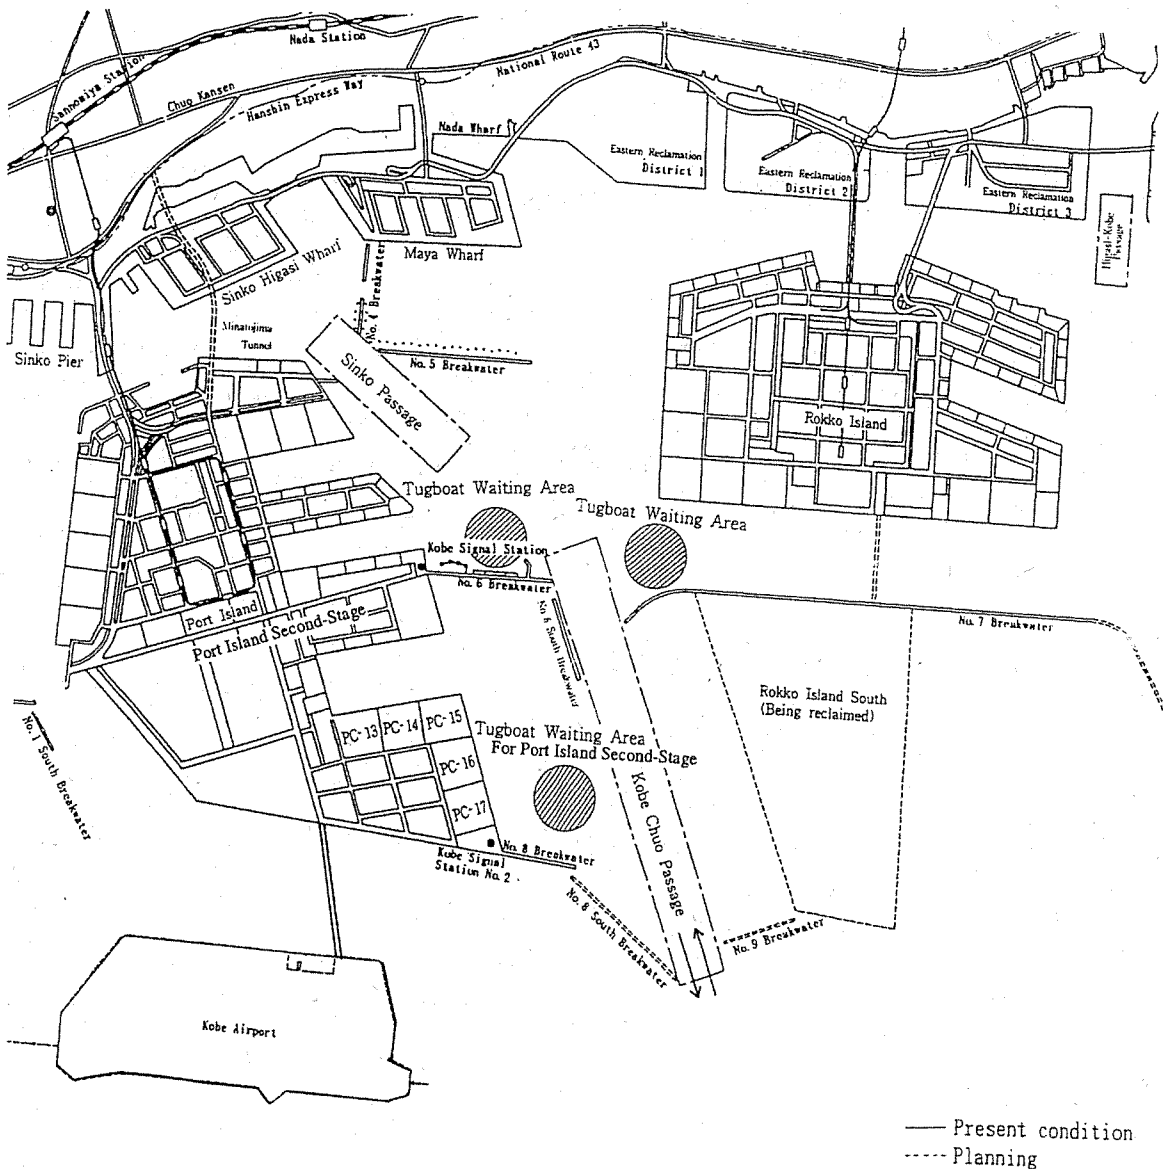 Nada Station
National Route 43
Sannomiya Station
Chuo Kansen
Hanshin Express Way
Nada Wharf
Eastern Reclamation
District 1
Eastern Reclamation
District 2
Eastern Reclamation
District 3
Higasi-Kobe
Passage
Sinko Higasi Wharf
Maya Wharf
No. 4 Breakwater
Minatojima
Tunnel
Sinko Pier
Sinko Passage
No. 5 Breakwater
Rokko Island
Tugboat Waiting Area
Tugboat Waiting Area
Kobe Signal Station
No. 6 Breakwater
No 6 South Breakwater
Port Island
Port Island Second-Stage
No. 7 Breakwater
Rokko Island South
(Being reclaimed)
No. 1 South Breakwater
PC-13
PC-14
PC-15
PC-16
PC-17
Tugboat Waiting Area
For Port Island Second-Stage
Kobe Chuo Passage
No. 8 Breakwater
Kobe Signal
Station No. 2
No. 8 South Breakwater
No. 9 Breakwater
Kobe Airport
Present condition
Planning